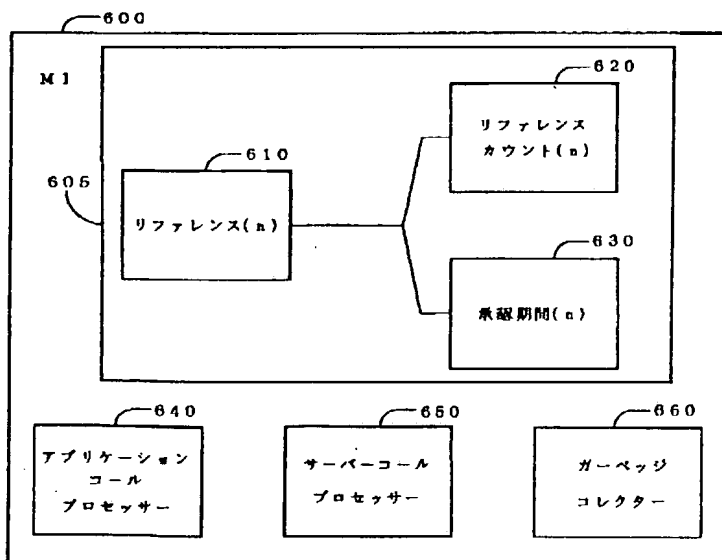 600
M1
620
リファレンス
カウント(n)
610
605
リファレンス(n)
630
承認期間(n)
640
650
660
アプリケーション
コール
プロセッサー
サーバーコール
プロセッサー
ガーベッジ
コレクター